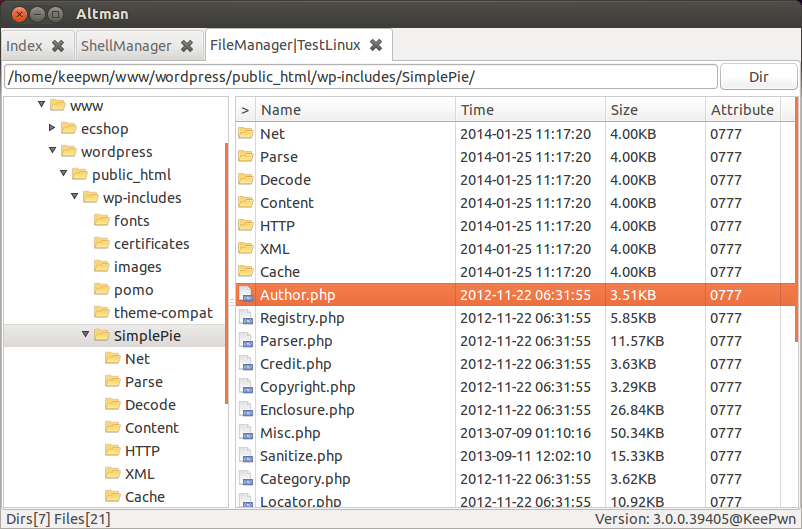 Altman
Index ShellManager FileManager|TestLinux
/home/keepwn/www/wordpress/public_html/wp-includes/SimplePie/ Dir
www
ecshop
wordpress
public_html
wp-includes
fonts
certificates
images
pomo
theme-compat
SimplePie
Net
Parse
Decode
Content
HTTP
XML
Cache
> Name Time Size Attribute
Net 2014-01-25 11:17:20 4.00KB 0777
Parse 2014-01-25 11:17:20 4.00KB 0777
Decode 2014-01-25 11:17:20 4.00KB 0777
Content 2014-01-25 11:17:20 4.00KB 0777
HTTP 2014-01-25 11:17:20 4.00KB 0777
XML 2014-01-25 11:17:20 4.00KB 0777
Cache 2014-01-25 11:17:20 4.00KB 0777
Author.php 2012-11-22 06:31:55 3.51KB 0777
Registry.php 2012-11-22 06:31:55 5.85KB 0777
Parser.php 2012-11-22 06:31:55 11.57KB 0777
Credit.php 2012-11-22 06:31:55 3.63KB 0777
Copyright.php 2012-11-22 06:31:55 3.29KB 0777
Enclosure.php 2012-11-22 06:31:55 26.84KB 0777
Misc.php 2013-07-09 01:10:16 50.34KB 0777
Sanitize.php 2013-09-11 12:02:10 15.33KB 0777
Category.php 2012-11-22 06:31:55 3.62KB 0777
Locator.php 2012-11-22 06:31:55 10.92KB 0777
Dirs[7] Files[21] Version: 3.0.0.39405@KeePwn